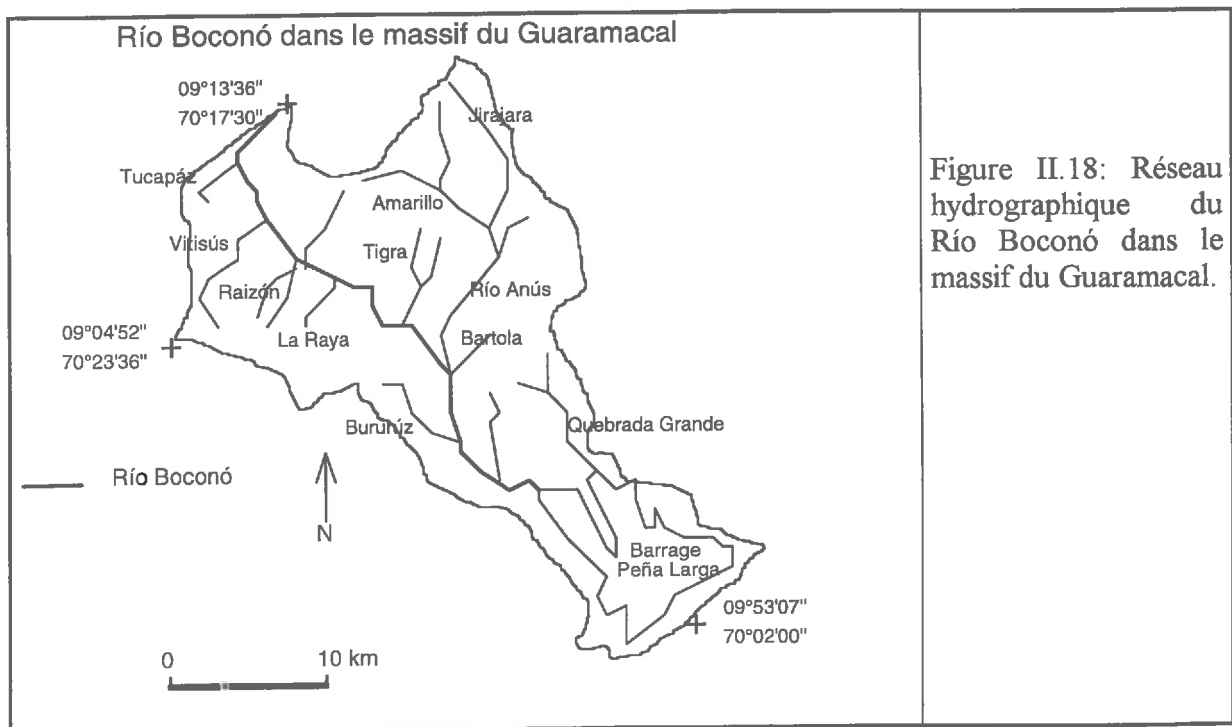 Río Boconó dans le massif du Guaramacal
09°13'36"
70°17'30"
Jirajara
Tucapáz
Amarillo
Vitisús
Tigra
Raizón
Río Anús
09°04'52"
70°23'36"
La Raya
Bartola
Burufúz
Quebrada Grande
Río Boconó
N
Barrage
Peña Larga
09°53'07"
70°02'00"
0 10 km
Figure II.18: Réseau
hydrographique du
Río Boconó dans le
massif du Guaramacal.